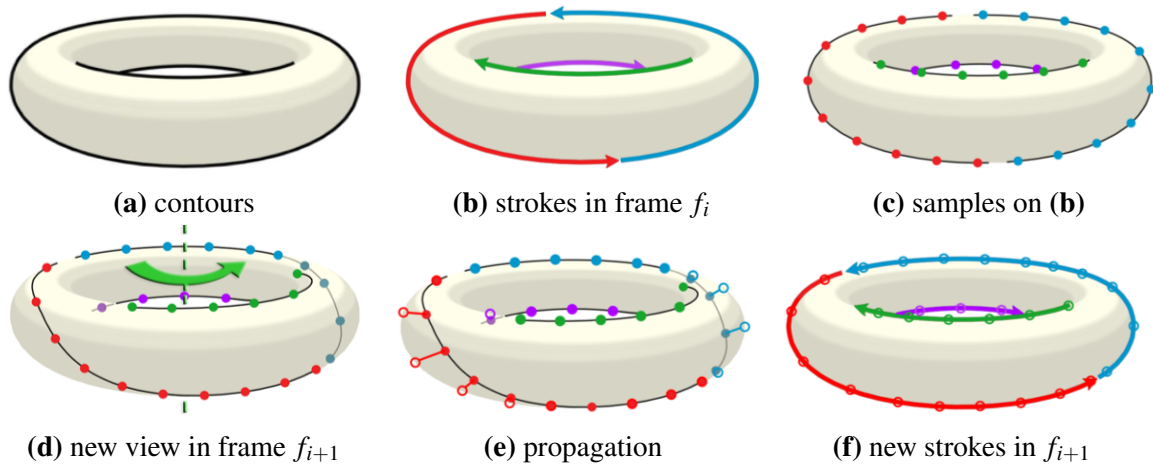 (a) contours
(b) strokes in frame f_i
(c) samples on (b)
(d) new view in frame f_{i+1}
(e) propagation
(f) new strokes in f_{i+1}